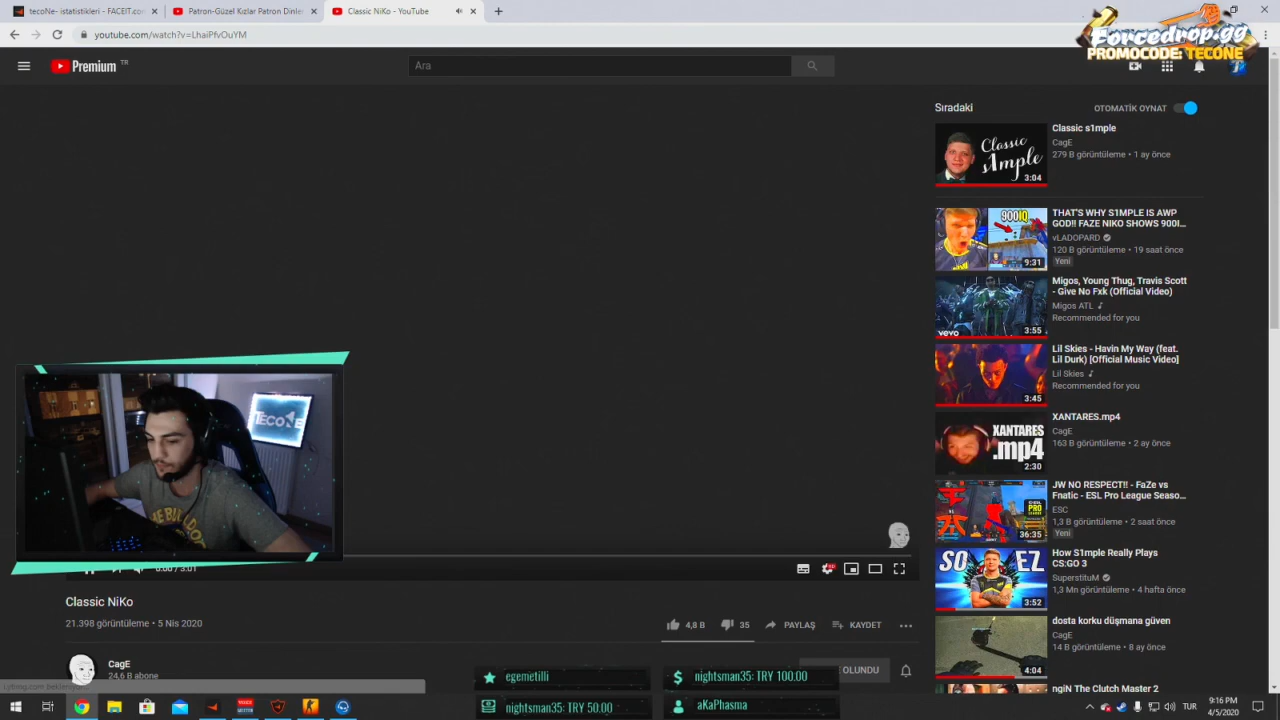 tecoNe- istatistikleri - FACEIT.com
Patron-Güzel Kızlar Patron Dinler
Classic NiKo - YouTube
youtube.com/watch?v=LhaiPfvOuYM
Forcedrop.gg
PROMOCODE: TECONE
Premium TR
Ara
Sıradaki
OTOMATİK OYNAT
Classic s1mple
CagE
279 B görüntüleme • 1 ay önce
Classic
s1mple
3:04
THAT'S WHY S1MPLE IS AWP
GOD!! FAZE NIKO SHOWS 900I...
vLADOPARD
120 B görüntüleme • 19 saat önce
Yeni
900IQ
9:31
Migos, Young Thug, Travis Scott
- Give No Fxk (Official Video)
Migos ATL
Recommended for you
vevo
3:55
Lil Skies - Havin My Way (feat.
Lil Durk) [Official Music Video]
Lil Skies
Recommended for you
3:45
XANTARES.mp4
CagE
163 B görüntüleme • 2 ay önce
XANTARES
.mp4
2:30
JW NO RESPECT!! - FaZe vs
Fnatic - ESL Pro League Seaso...
ESC
1,3 B görüntüleme • 2 saat önce
Yeni
36:35
How S1mple Really Plays
CS:GO 3
SuperstituM
1,3 Mn görüntüleme • 4 hafta önce
SO EZ
3:52
dosta korku düşmana güven
CagE
14 B görüntüleme • 8 ay önce
4:04
ngiN The Clutch Master 2
TECONE
0:00 / 3:01
Classic NiKo
21.398 görüntüleme • 5 Nis 2020
4,8 B
35
PAYLAŞ
KAYDET
CagE
24,6 B abone
OLUNDU
egemetilli
nightsman35: TRY 100.00
nightsman35: TRY 50.00
aKaPhasma
TUR
9:16 PM
4/5/2020